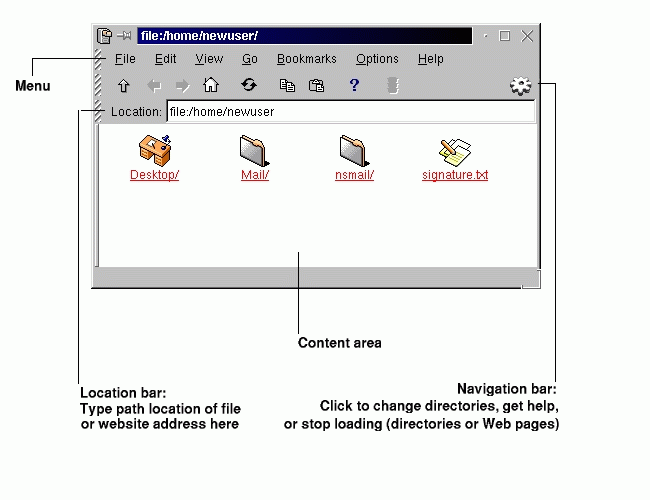 file:/home/newuser/
File Edit View Go Bookmarks Options Help
Menu
?
Location: file:/home/newuser
Desktop/ Mail/ nsmail/ signature.txt
Content area
Location bar:
Type path location of file
or website address here
Navigation bar:
Click to change directories, get help,
or stop loading (directories or Web pages)